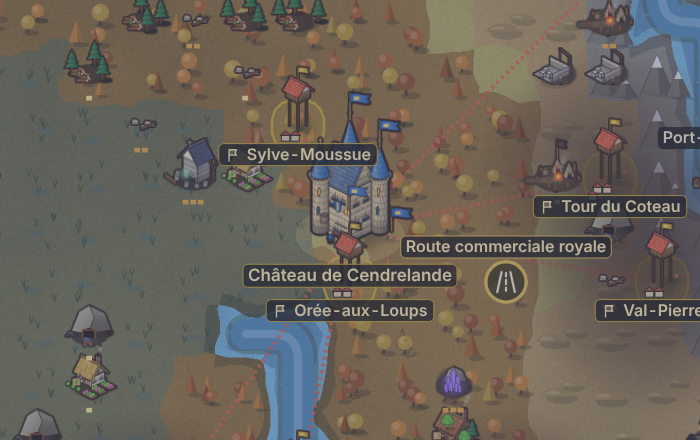 Sylve-Moussue
Port-
Tour du Coteau
Route commerciale royale
Château de Cendrelande
Orée-aux-Loups
Val-Pierre